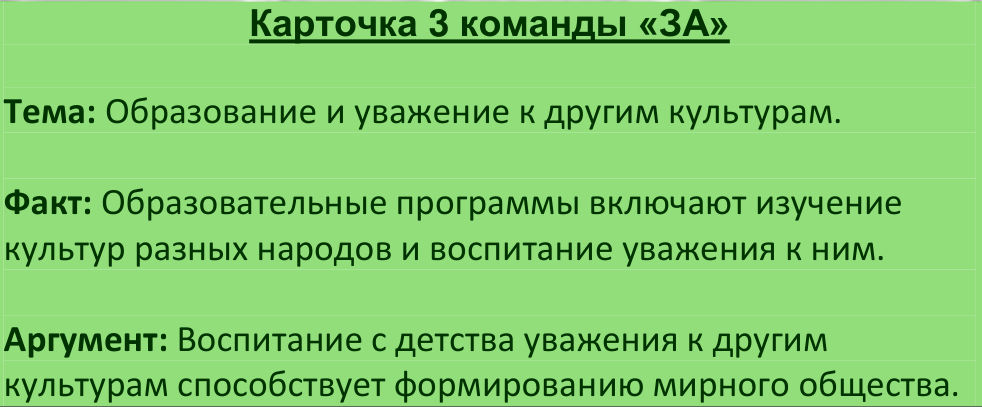 Карточка 3 команды «ЗА»
Тема: Образование и уважение к другим культурам.
Факт: Образовательные программы включают изучение
культур разных народов и воспитание уважения к ним.
Аргумент: Воспитание с детства уважения к другим
культурам способствует формированию мирного общества.